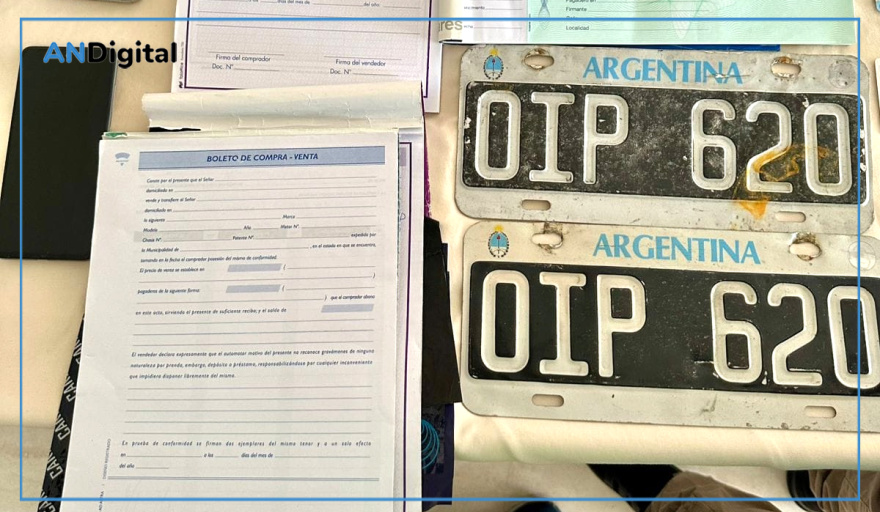 ANDigital
días del mes de
del año
Firma del comprador
Firma del vendedor
Doc. N°
Doc. N°
Firmante
Localidad
ARGENTINA
OIP 620
ARGENTINA
OIP 620
BOLETO DE COMPRA - VENTA
Conste por el presente que el Señor
domiciliado en
vende y transfiere al Señor
domiciliado en
lo siguiente
Marca
Modelo
Año
Motor N°
Chasis N°
Patente N°
expedida por
la Municipalidad de
en el estado en que se encuentra,
tomando en la fecha el comprador posesión del mismo de conformidad.
El precio de venta se establece en
(
)
pagaderos de la siguiente forma:
(
) que el comprador abona
en este acto, sirviendo el presente de suficiente recibo; y el saldo de
El vendedor declara expresamente que el automotor motivo del presente no reconoce gravámenes de ninguna
naturaleza por prenda, embargo, depósito o préstamo, responsabilizándose por cualquier inconveniente
que impidiere disponer libremente del mismo.
En prueba de conformidad se firman dos ejemplares del mismo tenor y a un solo efecto
en
a los
días del mes de
del año